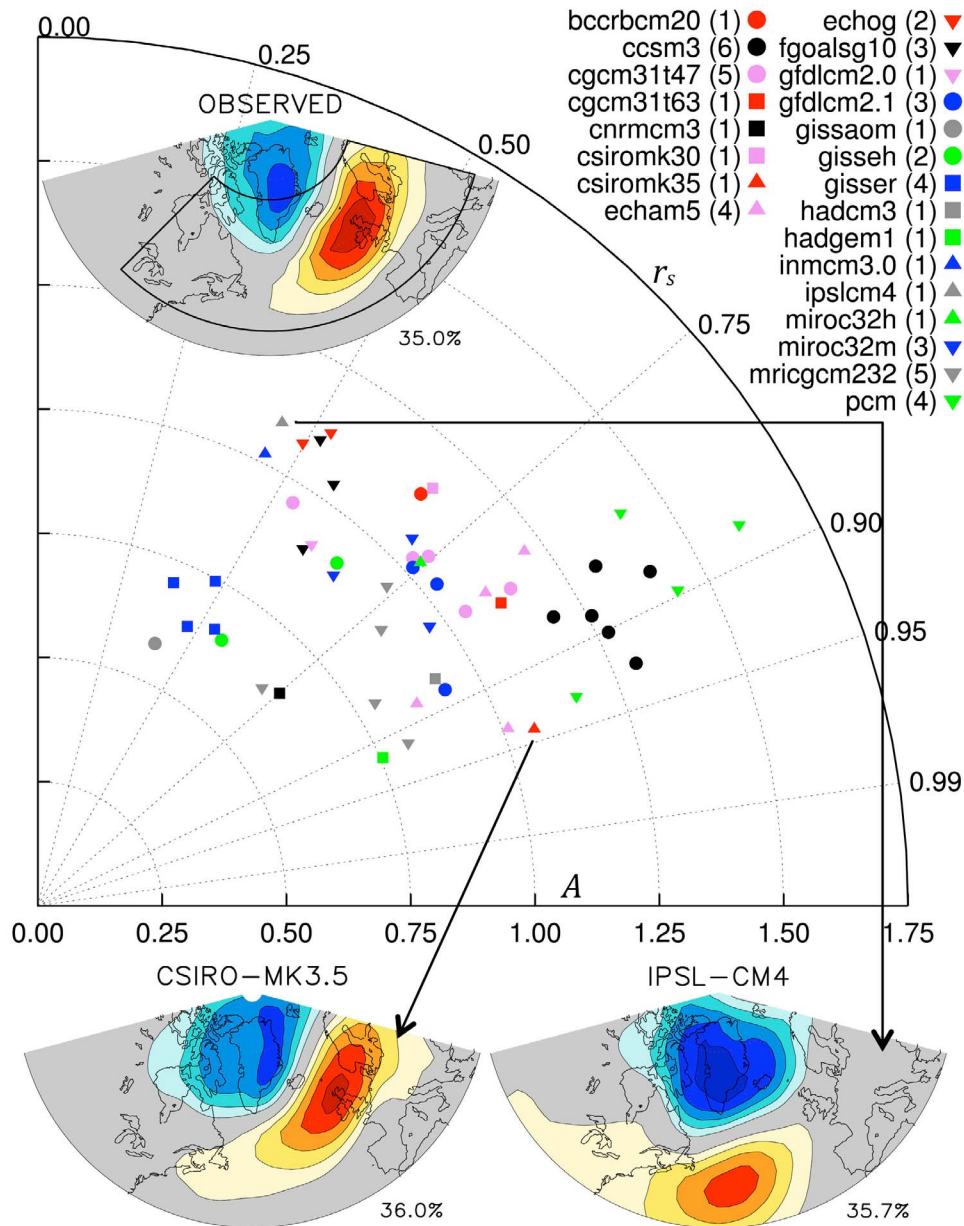 0.00
0.25
OBSERVED
0.50
35.0%
r_s
0.75
0.90
0.95
0.99
bccrbcm20 (1)
ccsm3 (6)
cgcm31t47 (5)
cgcm31t63 (1)
cnrmcm3 (1)
csiromk30 (1)
csiromk35 (1)
echam5 (4)
echog (2)
fgoalsg10 (3)
gfdlcm2.0 (1)
gfdlcm2.1 (3)
gissaom (1)
gisseh (2)
gisser (4)
hadcm3 (1)
hadgem1 (1)
inmcm3.0 (1)
ipslcm4 (1)
miroc32h (1)
miroc32m (3)
mricgcm232 (5)
pcm (4)
A
0.00 0.25 0.50 0.75 1.00 1.25 1.50 1.75
CSIRO-MK3.5
36.0%
IPSL-CM4
35.7%